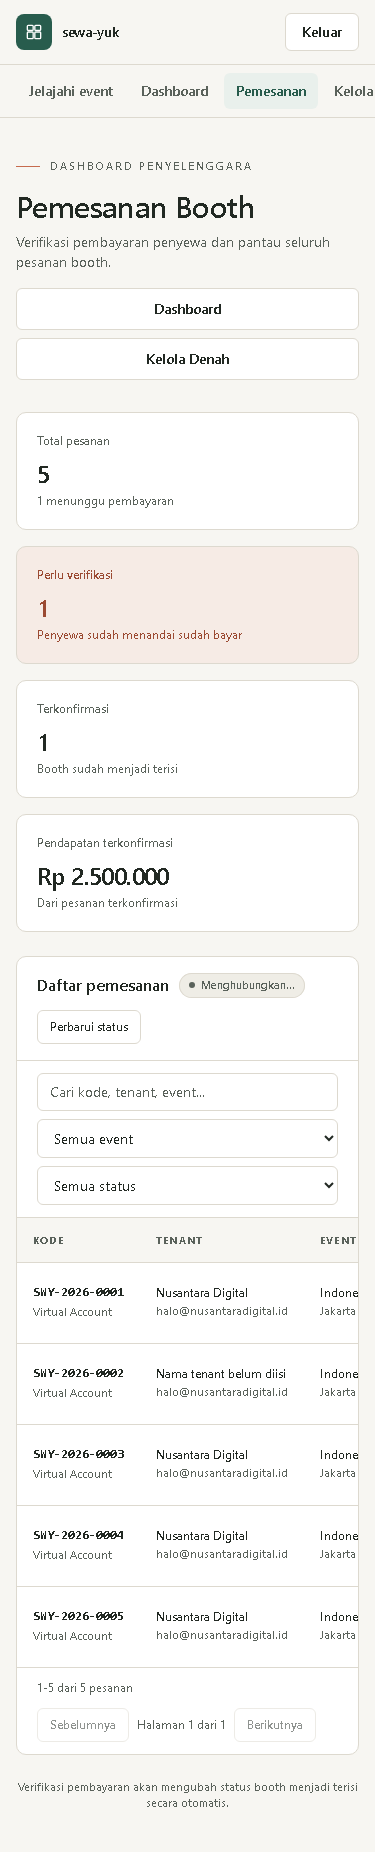 sewa-yuk
Keluar
Jelajahi event Dashboard Pemesanan Kelola
DASHBOARD PENYELENGGARA
Pemesanan Booth
Verifikasi pembayaran penyewa dan pantau seluruh
pesanan booth.
Dashboard
Kelola Denah
Total pesanan
5
1 menunggu pembayaran
Perlu verifikasi
1
Penyewa sudah menandai sudah bayar
Terkonfirmasi
1
Booth sudah menjadi terisi
Pendapatan terkonfirmasi
Rp 2.500.000
Dari pesanan terkonfirmasi
Daftar pemesanan
Menghubungkan...
Perbarui status
Cari kode, tenant, event...
Semua event
Semua status
KODE TENANT EVENT
SWY-2026-0001 Nusantara Digital Indone
Virtual Account halo@nusantaradigital.id Jakarta
SWY-2026-0002 Nama tenant belum diisi Indone
Virtual Account halo@nusantaradigital.id Jakarta
SWY-2026-0003 Nusantara Digital Indone
Virtual Account halo@nusantaradigital.id Jakarta
SWY-2026-0004 Nusantara Digital Indone
Virtual Account halo@nusantaradigital.id Jakarta
SWY-2026-0005 Nusantara Digital Indone
Virtual Account halo@nusantaradigital.id Jakarta
1-5 dari 5 pesanan
Sebelumnya Halaman 1 dari 1 Berikutnya
Verifikasi pembayaran akan mengubah status booth menjadi terisi
secara otomatis.